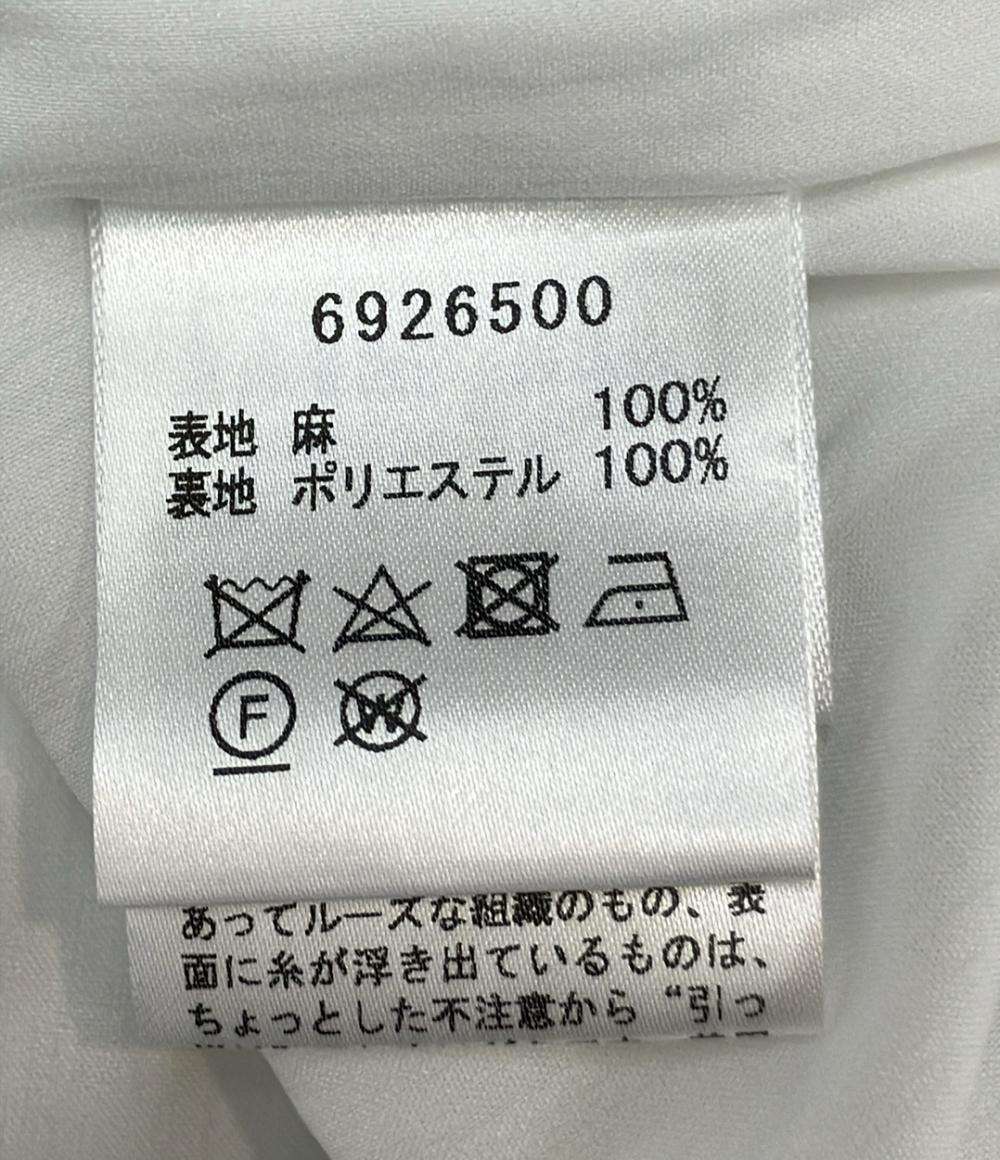 6926500
表地 麻 100%
裏地 ポリエステル 100%
F
W
あってルーズな組織のもの、表
面に糸が浮き出ているものは、
ちょっとした不注意から“引っ